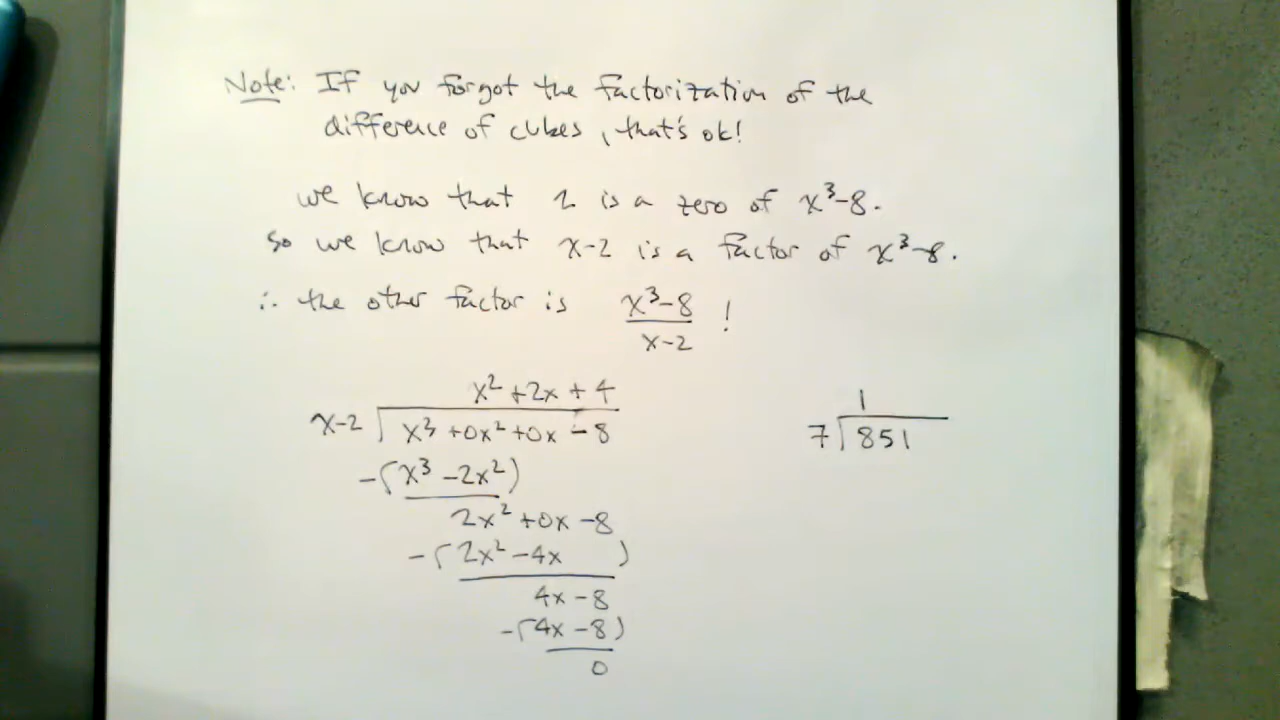 Note: If you forgot the factorization of the
difference of cubes, that's ok!
we know that 2 is a zero of x³-8.
So we know that x-2 is a factor of x³-8.
∴ the other factor is x³-8 / x-2 !
x² +2x + 4
x-2 x³ +0x² +0x - 8
-(x³ -2x²)
2x² +0x -8
-(2x² -4x )
4x -8
-(4x -8)
0
1
7 851